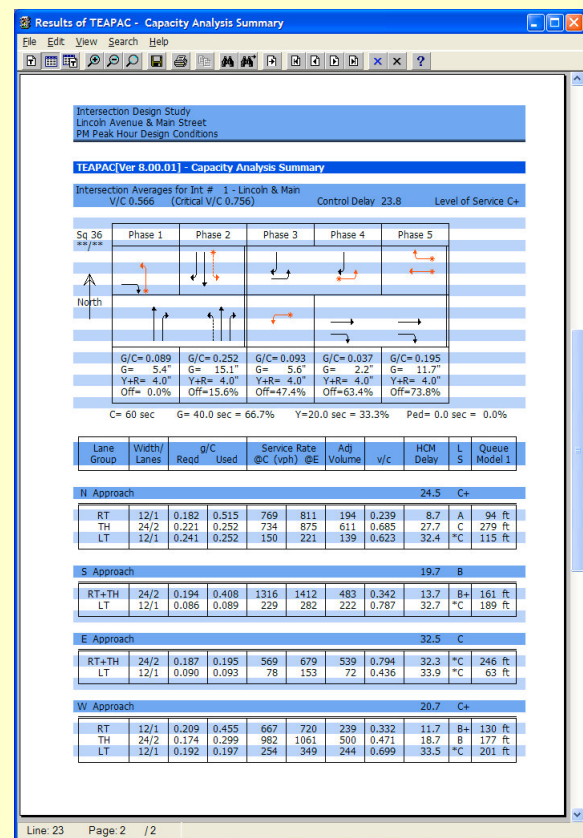 Results of TEAPAC - Capacity Analysis Summary
File Edit View Search Help
Intersection Design Study
Lincoln Avenue & Main Street
PM Peak Hour Design Conditions
TEAPAC[Ver 8.00.01] - Capacity Analysis Summary
Intersection Averages for Int # 1 - Lincoln & Main
V/C 0.566 (Critical V/C 0.756) Control Delay 23.8 Level of Service C+
Sq 36 Phase 1 Phase 2 Phase 3 Phase 4 Phase 5
**/**
North
G/C= 0.089 G/C= 0.252 G/C= 0.093 G/C= 0.037 G/C= 0.195
G= 5.4" G= 15.1" G= 5.6" G= 2.2" G= 11.7"
Y+R= 4.0" Y+R= 4.0" Y+R= 4.0" Y+R= 4.0" Y+R= 4.0"
Off= 0.0% Off=15.6% Off=47.4% Off=63.4% Off=73.8%
C= 60 sec G= 40.0 sec = 66.7% Y=20.0 sec = 33.3% Ped= 0.0 sec = 0.0%
Lane Width/ g/C Service Rate Adj HCM L Queue
Group Lanes Reqd Used @C (vph) @E Volume v/c Delay S Model 1
N Approach 24.5 C+
RT 12/1 0.182 0.515 769 811 194 0.239 8.7 A 94 ft
TH 24/2 0.221 0.252 734 875 611 0.685 27.7 C 279 ft
LT 12/1 0.241 0.252 150 221 139 0.623 32.4 *C 115 ft
S Approach 19.7 B
RT+TH 24/2 0.194 0.408 1316 1412 483 0.342 13.7 B+ 161 ft
LT 12/1 0.086 0.089 229 282 222 0.787 32.7 *C 189 ft
E Approach 32.5 C
RT+TH 24/2 0.187 0.195 569 679 539 0.794 32.3 *C 246 ft
LT 12/1 0.090 0.093 78 153 72 0.436 33.9 *C 63 ft
W Approach 20.7 C+
RT 12/1 0.209 0.455 667 720 239 0.332 11.7 B+ 130 ft
TH 24/2 0.174 0.299 982 1061 500 0.471 18.7 B 177 ft
LT 12/1 0.192 0.197 254 349 244 0.699 33.5 *C 201 ft
Line: 23 Page: 2 / 2